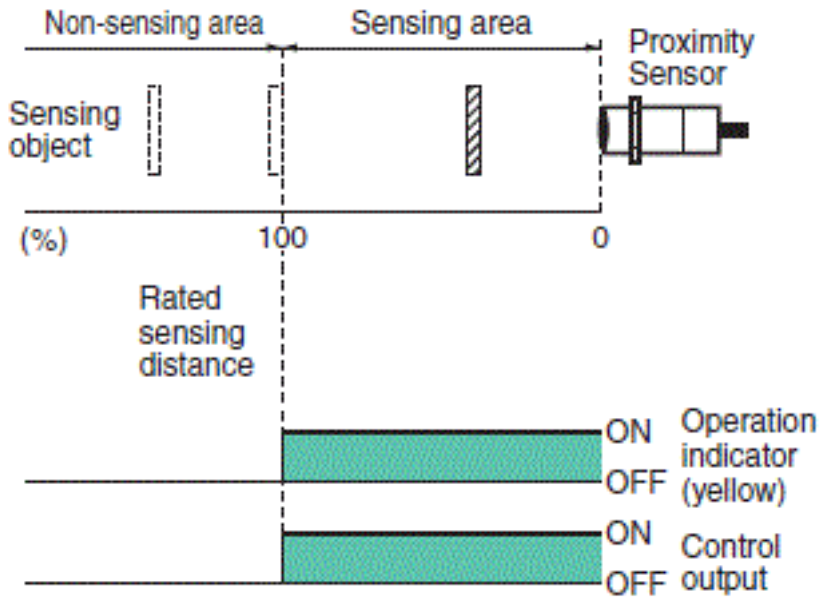 Non-sensing area
Sensing area
Proximity
Sensor
Sensing
object
(%)
100
0
Rated
sensing
distance
ON
OFF
Operation
indicator
(yellow)
ON
OFF
Control
output